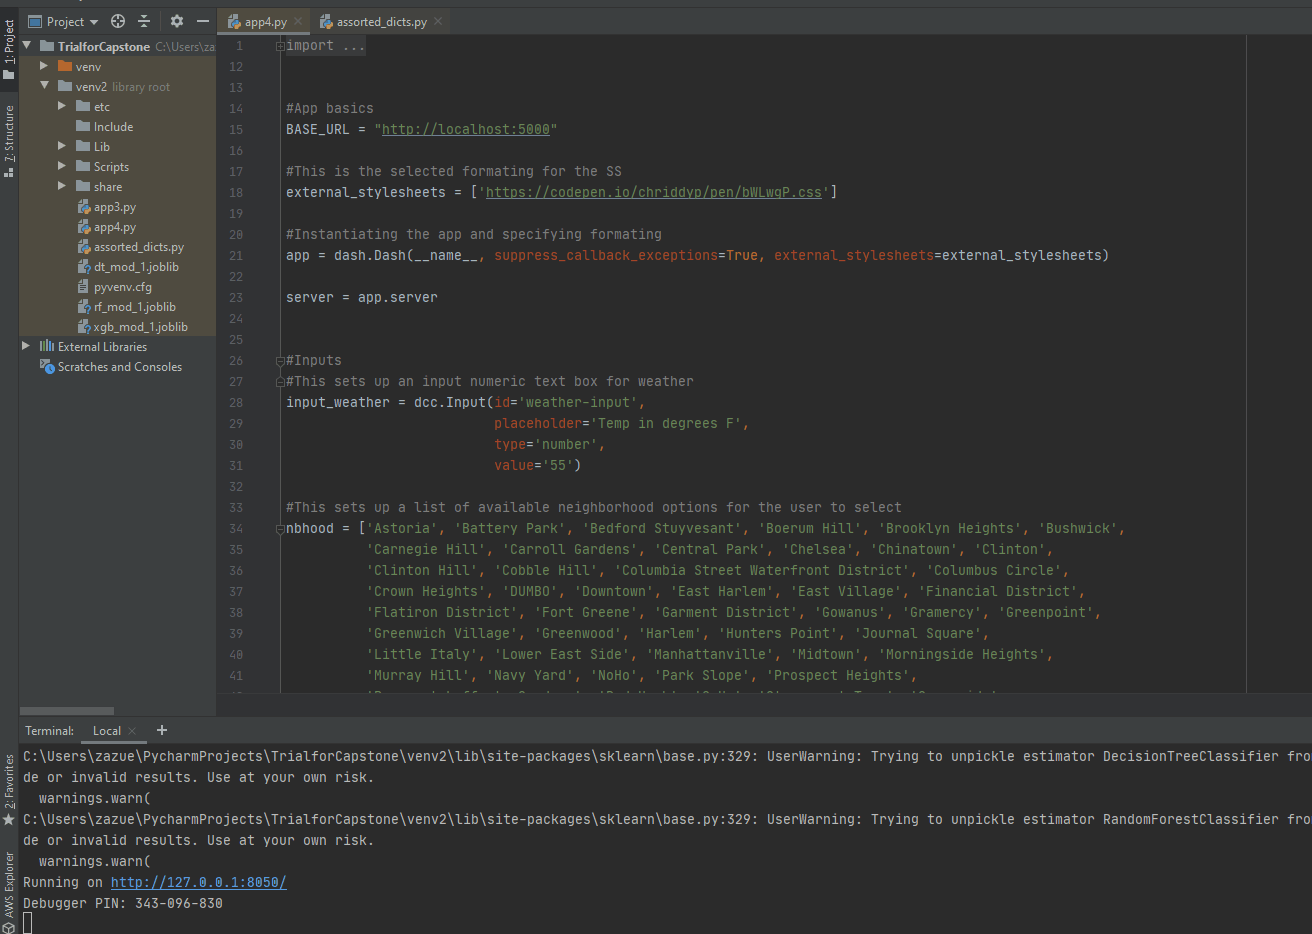 Project
app4.py
assorted_dicts.py
1: Project
7: Structure
2: Favorites
AWS Explorer
TrialforCapstone C:\Users\za
venv
venv2 library root
etc
Include
Lib
Scripts
share
app3.py
app4.py
assorted_dicts.py
dt_mod_1.joblib
pyvenv.cfg
rf_mod_1.joblib
xgb_mod_1.joblib
External Libraries
Scratches and Consoles
1 import ...
12
13
14 #App basics
15 BASE_URL = "http://localhost:5000"
16
17 #This is the selected formating for the SS
18 external_stylesheets = ['https://codepen.io/chriddyp/pen/bWLwgP.css']
19
20 #Instantiating the app and specifying formating
21 app = dash.Dash(__name__, suppress_callback_exceptions=True, external_stylesheets=external_stylesheets)
22
23 server = app.server
24
25
26 #Inputs
27 #This sets up an input numeric text box for weather
28 input_weather = dcc.Input(id='weather-input',
29 placeholder='Temp in degrees F',
30 type='number',
31 value='55')
32
33 #This sets up a list of available neighborhood options for the user to select
34 nbhood = ['Astoria', 'Battery Park', 'Bedford Stuyvesant', 'Boerum Hill', 'Brooklyn Heights', 'Bushwick',
35 'Carnegie Hill', 'Carroll Gardens', 'Central Park', 'Chelsea', 'Chinatown', 'Clinton',
36 'Clinton Hill', 'Cobble Hill', 'Columbia Street Waterfront District', 'Columbus Circle',
37 'Crown Heights', 'DUMBO', 'Downtown', 'East Harlem', 'East Village', 'Financial District',
38 'Flatiron District', 'Fort Greene', 'Garment District', 'Gowanus', 'Gramercy', 'Greenpoint',
39 'Greenwich Village', 'Greenwood', 'Harlem', 'Hunters Point', 'Journal Square',
40 'Little Italy', 'Lower East Side', 'Manhattanville', 'Midtown', 'Morningside Heights',
41 'Murray Hill', 'Navy Yard', 'NoHo', 'Park Slope', 'Prospect Heights',
Terminal: Local +
C:\Users\zazue\PycharmProjects\TrialforCapstone\venv2\lib\site-packages\sklearn\base.py:329: UserWarning: Trying to unpickle estimator DecisionTreeClassifier fro
de or invalid results. Use at your own risk.
warnings.warn(
C:\Users\zazue\PycharmProjects\TrialforCapstone\venv2\lib\site-packages\sklearn\base.py:329: UserWarning: Trying to unpickle estimator RandomForestClassifier fro
de or invalid results. Use at your own risk.
warnings.warn(
Running on http://127.0.0.1:8050/
Debugger PIN: 343-096-830